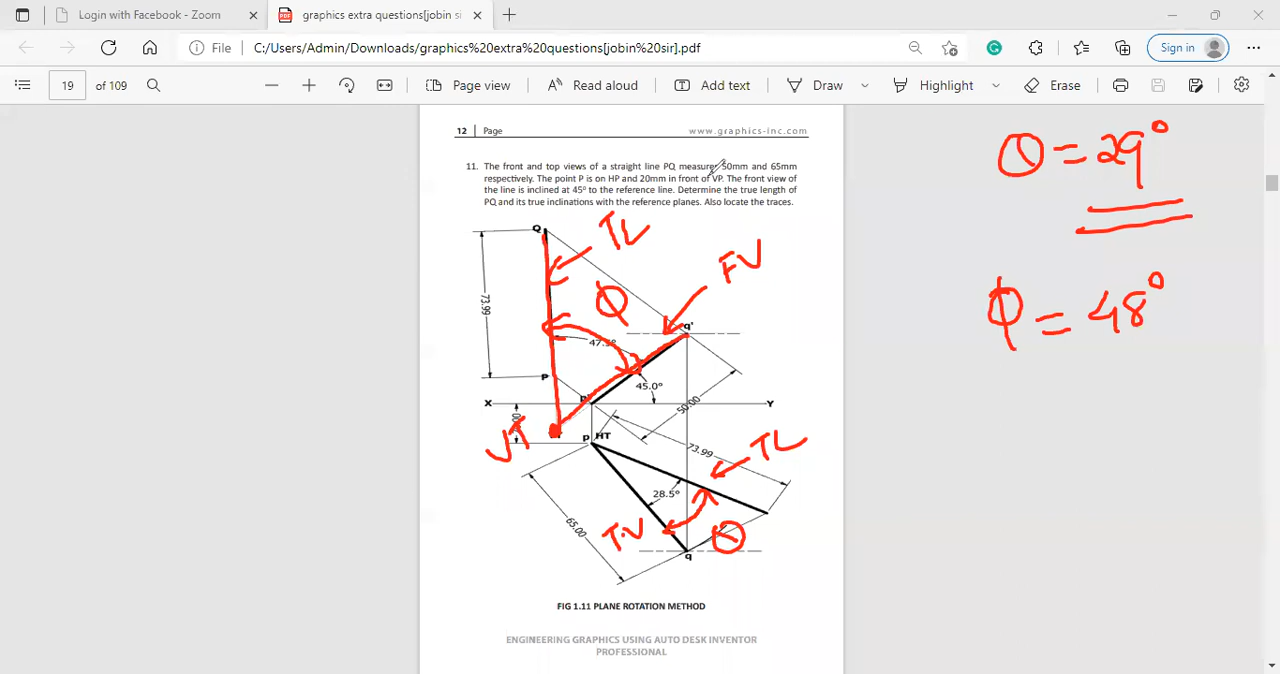 Login with Facebook - Zoom
graphics extra questions[jobin si
File
C:/Users/Admin/Downloads/graphics%20extra%20questions[jobin%20sir].pdf
Sign in
19
of 109
Page view
Read aloud
Add text
Draw
Highlight
Erase
12 | Page
www.graphics-inc.com
11. The front and top views of a straight line PQ measures 50mm and 65mm
respectively. The point P is on HP and 20mm in front of VP. The front view of
the line is inclined at 45⁰ to the reference line. Determine the true length of
PQ and its true inclinations with the reference planes. Also locate the traces.
Θ = 29°
Φ = 48°
Q
TL
FV
73.99
Φ
q'
47.5°
P
45.0°
X
p'
Y
50.00
VT
p HT
73.99
TL
28.5°
65.00
T.V
Θ
q
FIG 1.11 PLANE ROTATION METHOD
ENGINEERING GRAPHICS USING AUTO DESK INVENTOR
PROFESSIONAL